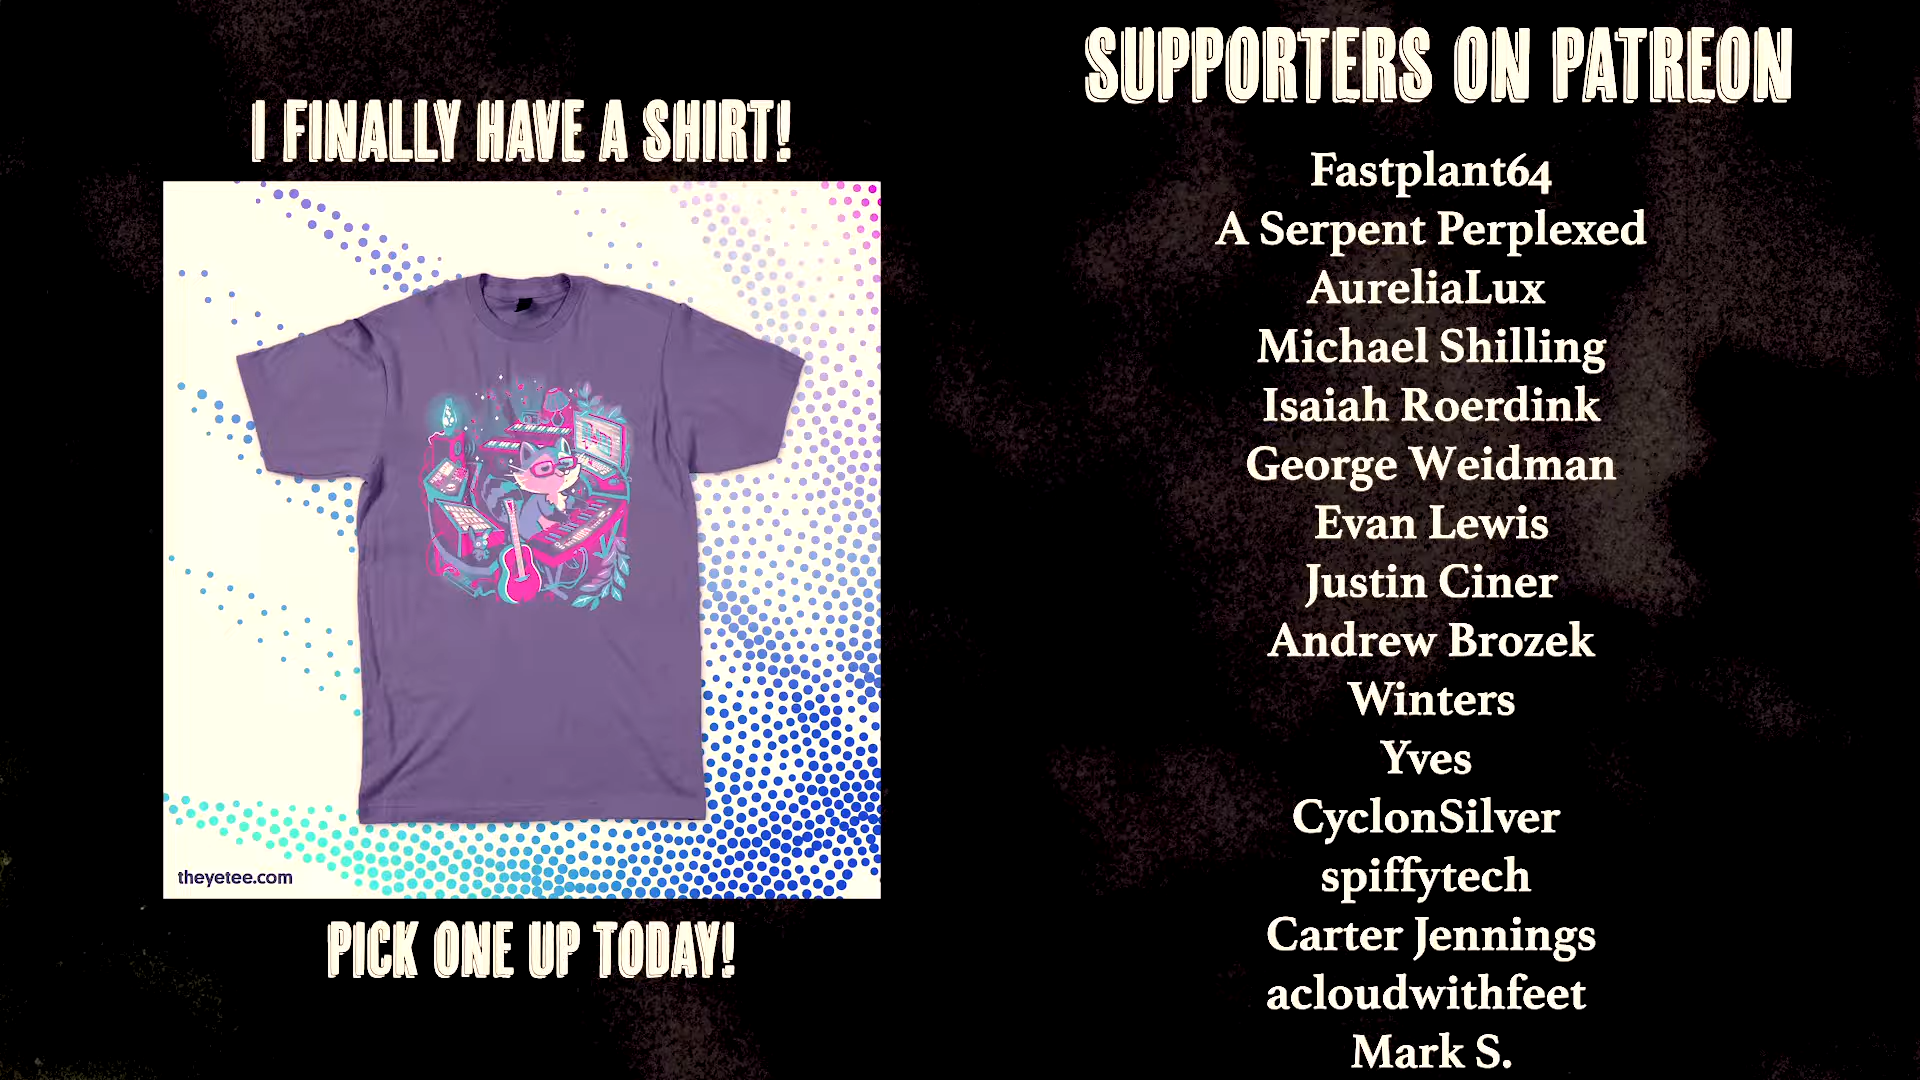 I FINALLY HAVE A SHIRT!
theyetee.com
PICK ONE UP TODAY!
SUPPORTERS ON PATREON
Fastplant64
A Serpent Perplexed
AureliaLux
Michael Shilling
Isaiah Roerdink
George Weidman
Evan Lewis
Justin Ciner
Andrew Brozek
Winters
Yves
CyclonSilver
spiffytech
Carter Jennings
acloudwithfeet
Mark S.